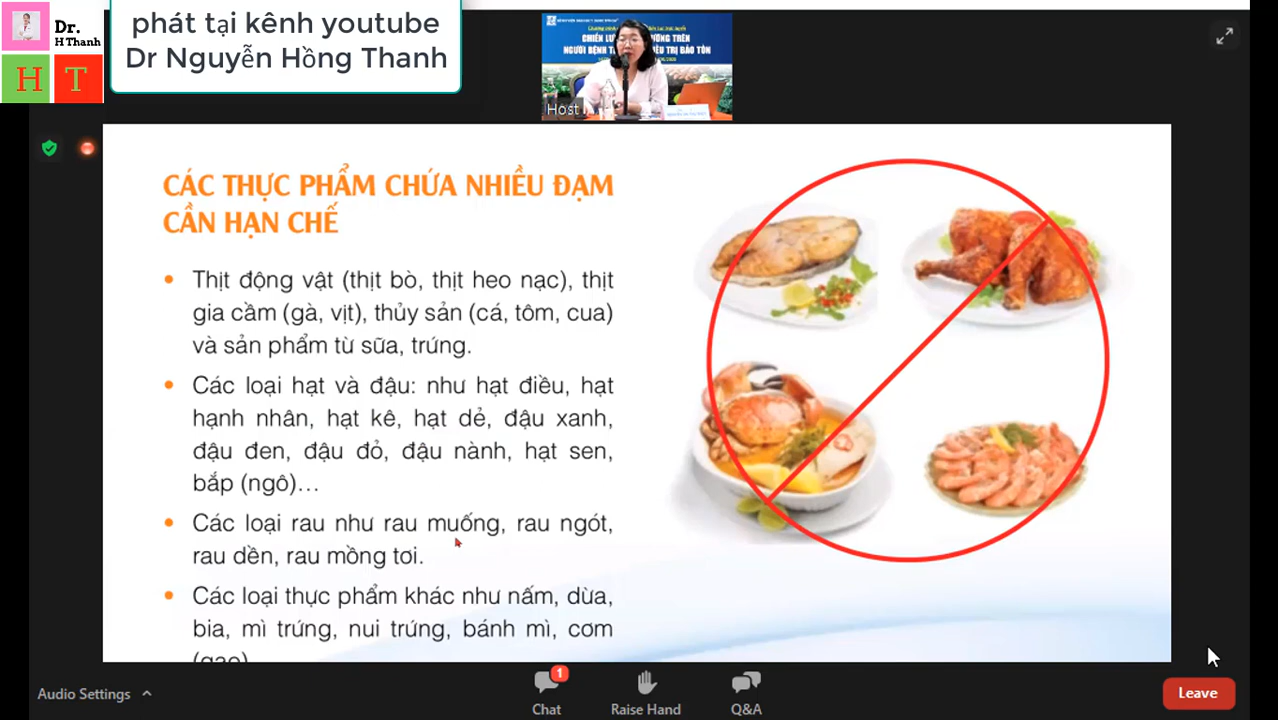 Dr.
H Thanh
H T
phát tại kênh youtube
Dr Nguyễn Hồng Thanh
Host
CÁC THỰC PHẨM CHỨA NHIỀU ĐẠM
CẦN HẠN CHẾ
• Thịt động vật (thịt bò, thịt heo nạc), thịt
gia cầm (gà, vịt), thủy sản (cá, tôm, cua)
và sản phẩm từ sữa, trứng.
• Các loại hạt và đậu: như hạt điều, hạt
hạnh nhân, hạt kê, hạt dẻ, đậu xanh,
đậu đen, đậu đỏ, đậu nành, hạt sen,
bắp (ngô)...
• Các loại rau như rau muống, rau ngót,
rau dền, rau mồng tơi.
• Các loại thực phẩm khác như nấm, dừa,
bia, mì trứng, nui trứng, bánh mì, cơm
(gạo)
Audio Settings
1
Chat
Raise Hand
Q&A
Leave